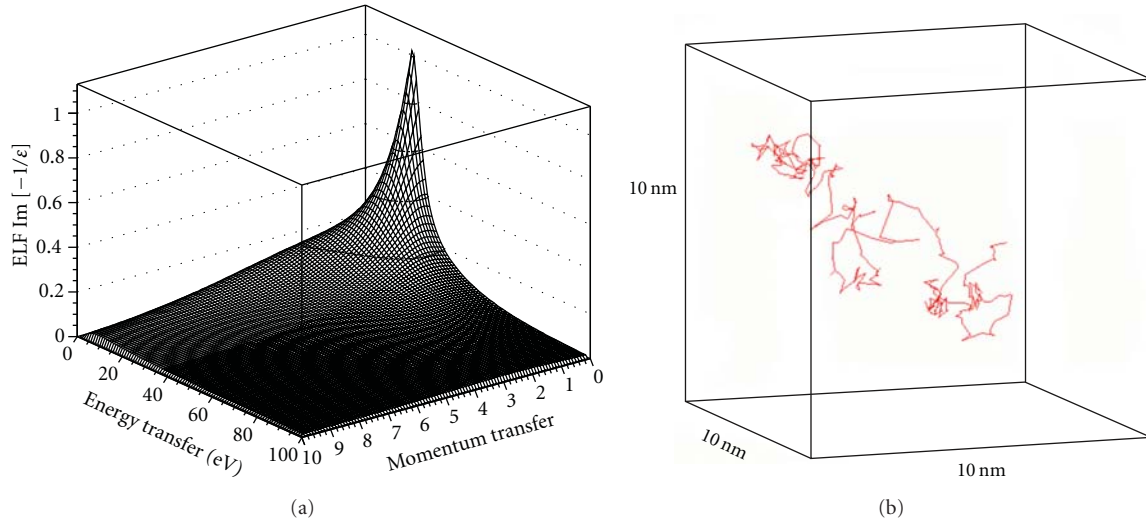 ELF Im [−1/ε]
1
0.8
0.6
0.4
0.2
0
0
20
40
60
80
100
Energy transfer (eV)
10
9
8
7
6
5
4
3
2
1
0
Momentum transfer
(a)
10 nm
10 nm
10 nm
(b)